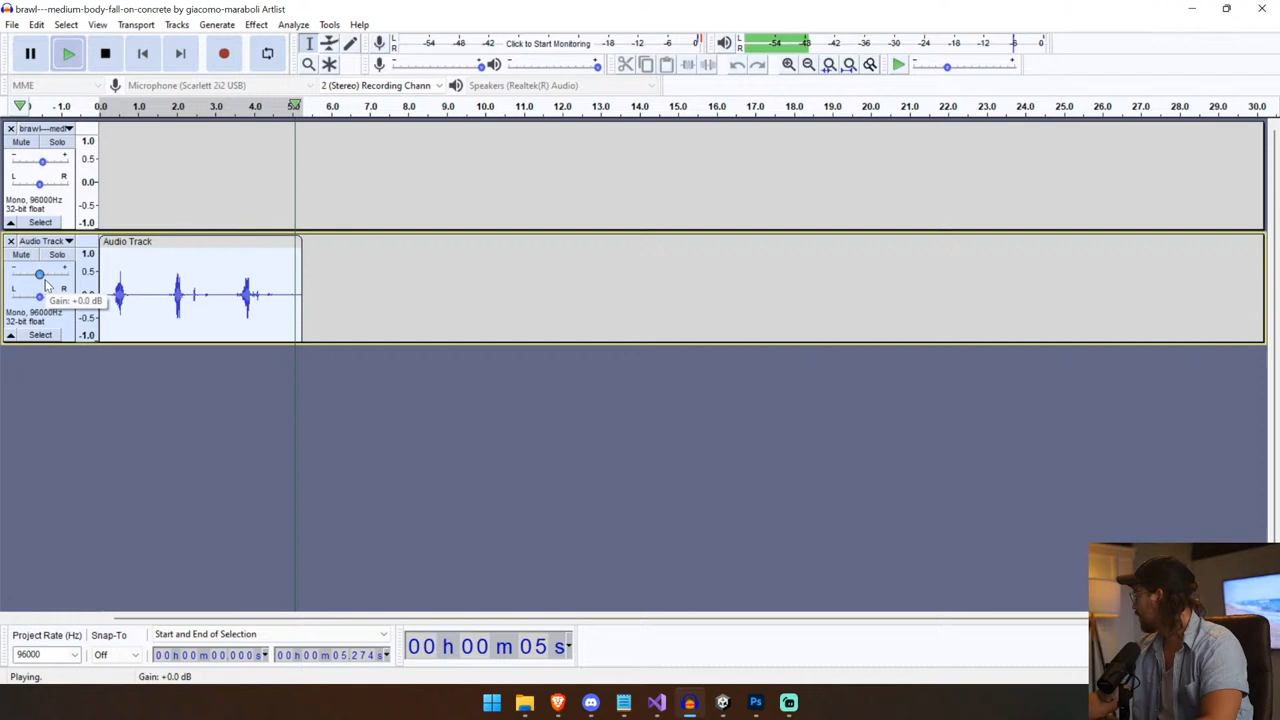 brawl---medium-body-fall-on-concrete by giacomo-maraboli Artlist
File Edit Select View Transport Tracks Generate Effect Analyze Tools Help
L R -54 -48 -42 Click to Start Monitoring -18 -12 -6 0 L R -54 -48 -42 -36 -30 -24 -18 -12 -6 0
MME Microphone (Scarlett 2i2 USB) 2 (Stereo) Recording Chann Speakers (Realtek(R) Audio)
-1.0 0.0 1.0 2.0 3.0 4.0 5.0 6.0 7.0 8.0 9.0 10.0 11.0 12.0 13.0 14.0 15.0 16.0 17.0 18.0 19.0 20.0 21.0 22.0 23.0 24.0 25.0 26.0 27.0 28.0 29.0 30.0
brawl---medi
Mute Solo 1.0
- + 0.5
L R 0.0
Mono, 96000Hz -0.5
32-bit float
Select -1.0
Audio Track Audio Track
Mute Solo 1.0
- + 0.5
L R 0.0
Gain: +0.0 dB
Mono, 96000Hz -0.5
32-bit float
Select -1.0
Project Rate (Hz) Snap-To Start and End of Selection
96000 Off 00 h 00 m 00.000 s 00 h 00 m 05.274 s
00 h 00 m 05 s
Playing. Gain: +0.0 dB